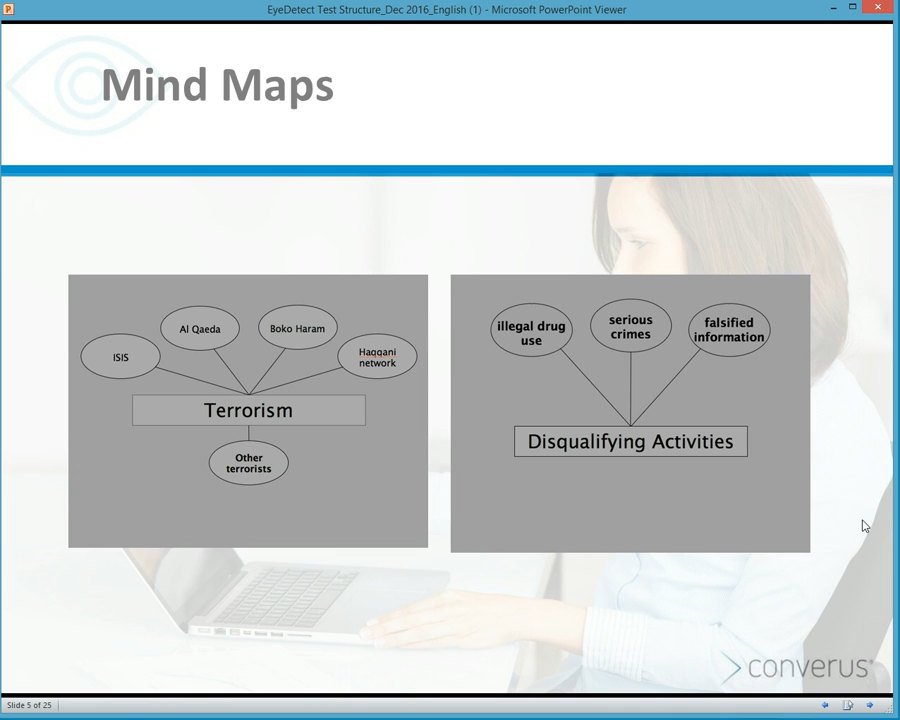 EyeDetect Test Structure_Dec 2016_English (1) - Microsoft PowerPoint Viewer
Mind Maps
ISIS
Al Qaeda
Boko Haram
Haqqani
network
Terrorism
Other
terrorists
illegal drug
use
serious
crimes
falsified
information
Disqualifying Activities
converus®
Slide 5 of 25